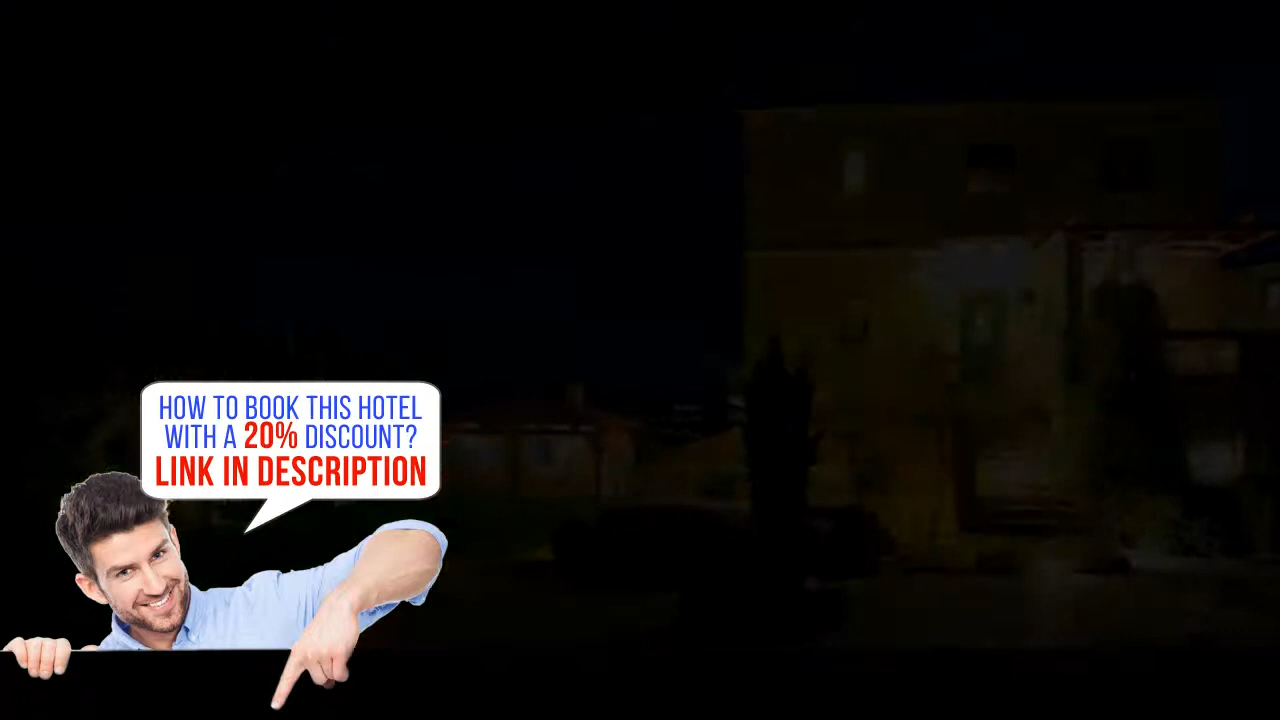 HOW TO BOOK THIS HOTEL
WITH A 20% DISCOUNT?
LINK IN DESCRIPTION